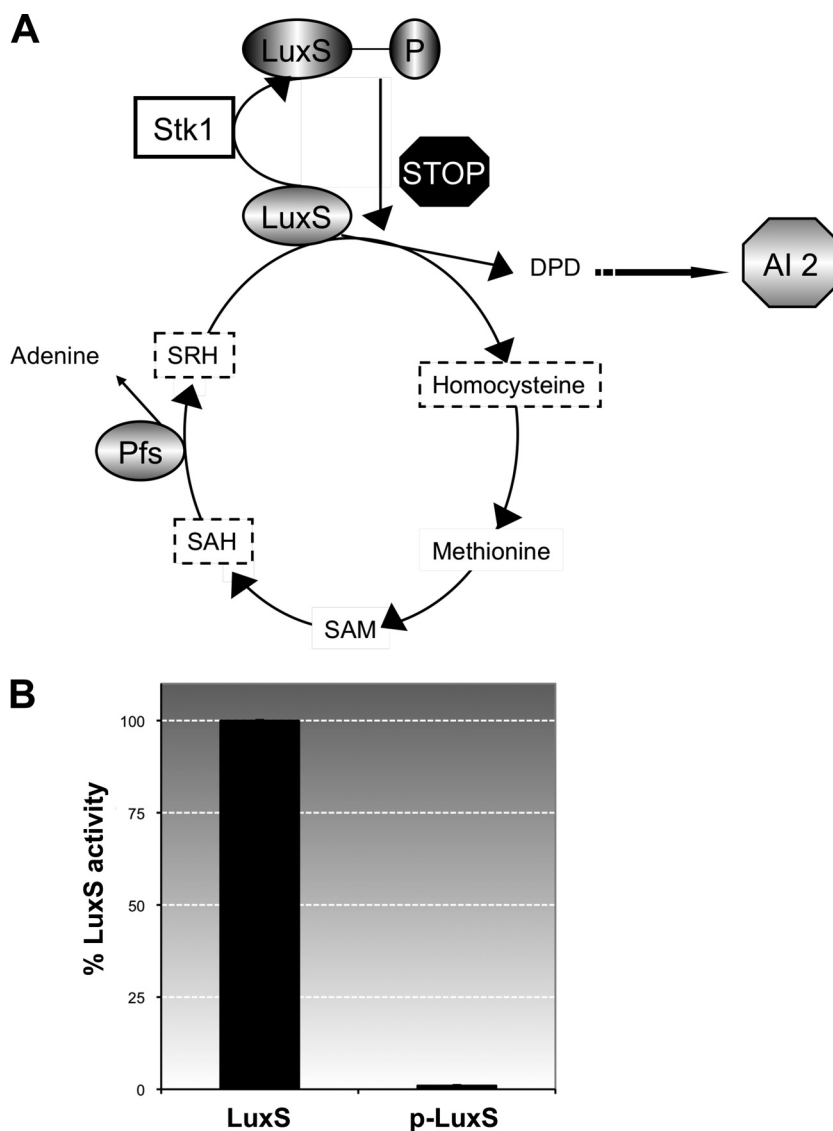 A
LuxS
P
Stk1
STOP
LuxS
DPD
AI 2
Adenine
SRH
Homocysteine
Pfs
SAH
Methionine
SAM
B
% LuxS activity
100
75
50
25
0
LuxS
p-LuxS